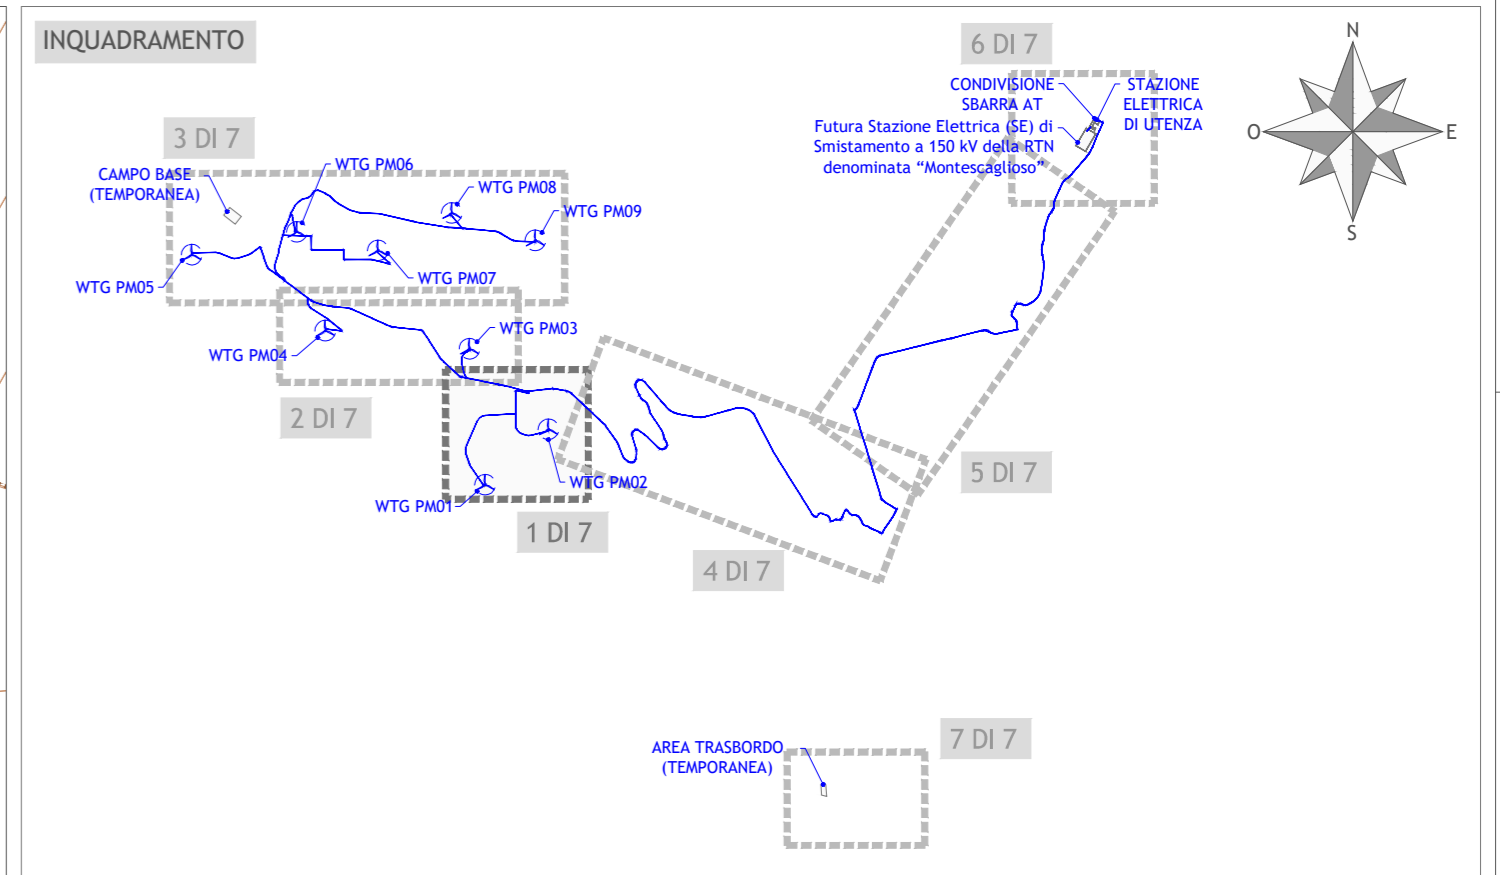 INQUADRAMENTO
6 DI 7
N
O
E
S
CONDIVISIONE
SBARRA AT
STAZIONE
ELETTRICA
DI UTENZA
Futura Stazione Elettrica (SE) di
Smistamento a 150 kV della RTN
denominata “Montescaglioso”
3 DI 7
CAMPO BASE
(TEMPORANEA)
WTG PM06
WTG PM08
WTG PM09
WTG PM07
WTG PM05
WTG PM03
WTG PM04
2 DI 7
WTG PM02
WTG PM01
1 DI 7
4 DI 7
5 DI 7
7 DI 7
AREA TRASBORDO
(TEMPORANEA)